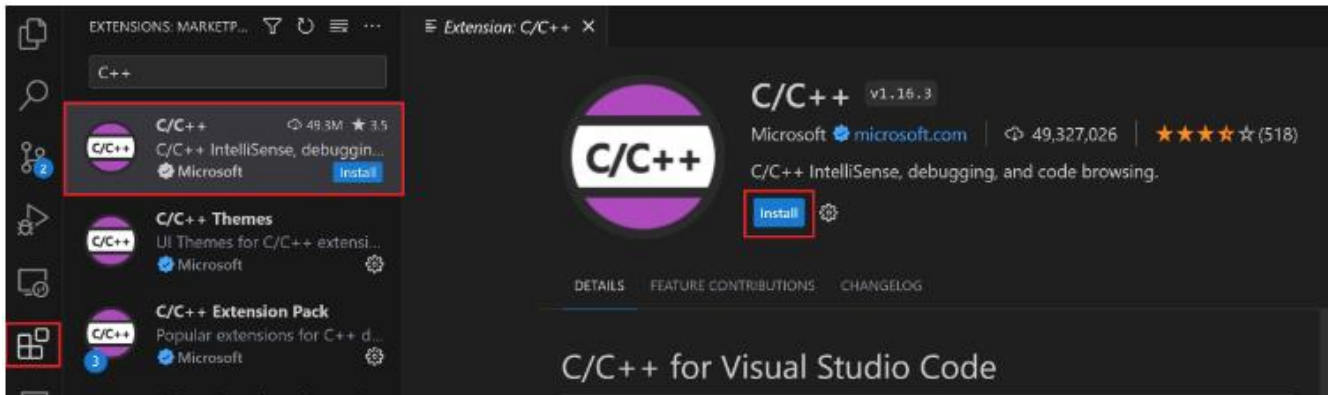 EXTENSIONS: MARKETP...
C++
C/C++ 49.3M 3.5
C/C++ IntelliSense, debuggin...
Microsoft Install
C/C++ Themes
UI Themes for C/C++ extensi...
Microsoft
C/C++ Extension Pack
Popular extensions for C++ d...
Microsoft
C/C++
C/C++
C/C++
3
2
Extension: C/C++
C/C++
C/C++ v1.16.3
Microsoft microsoft.com 49,327,026 (518)
C/C++ IntelliSense, debugging, and code browsing.
Install
DETAILS FEATURE CONTRIBUTIONS CHANGELOG
C/C++ for Visual Studio Code